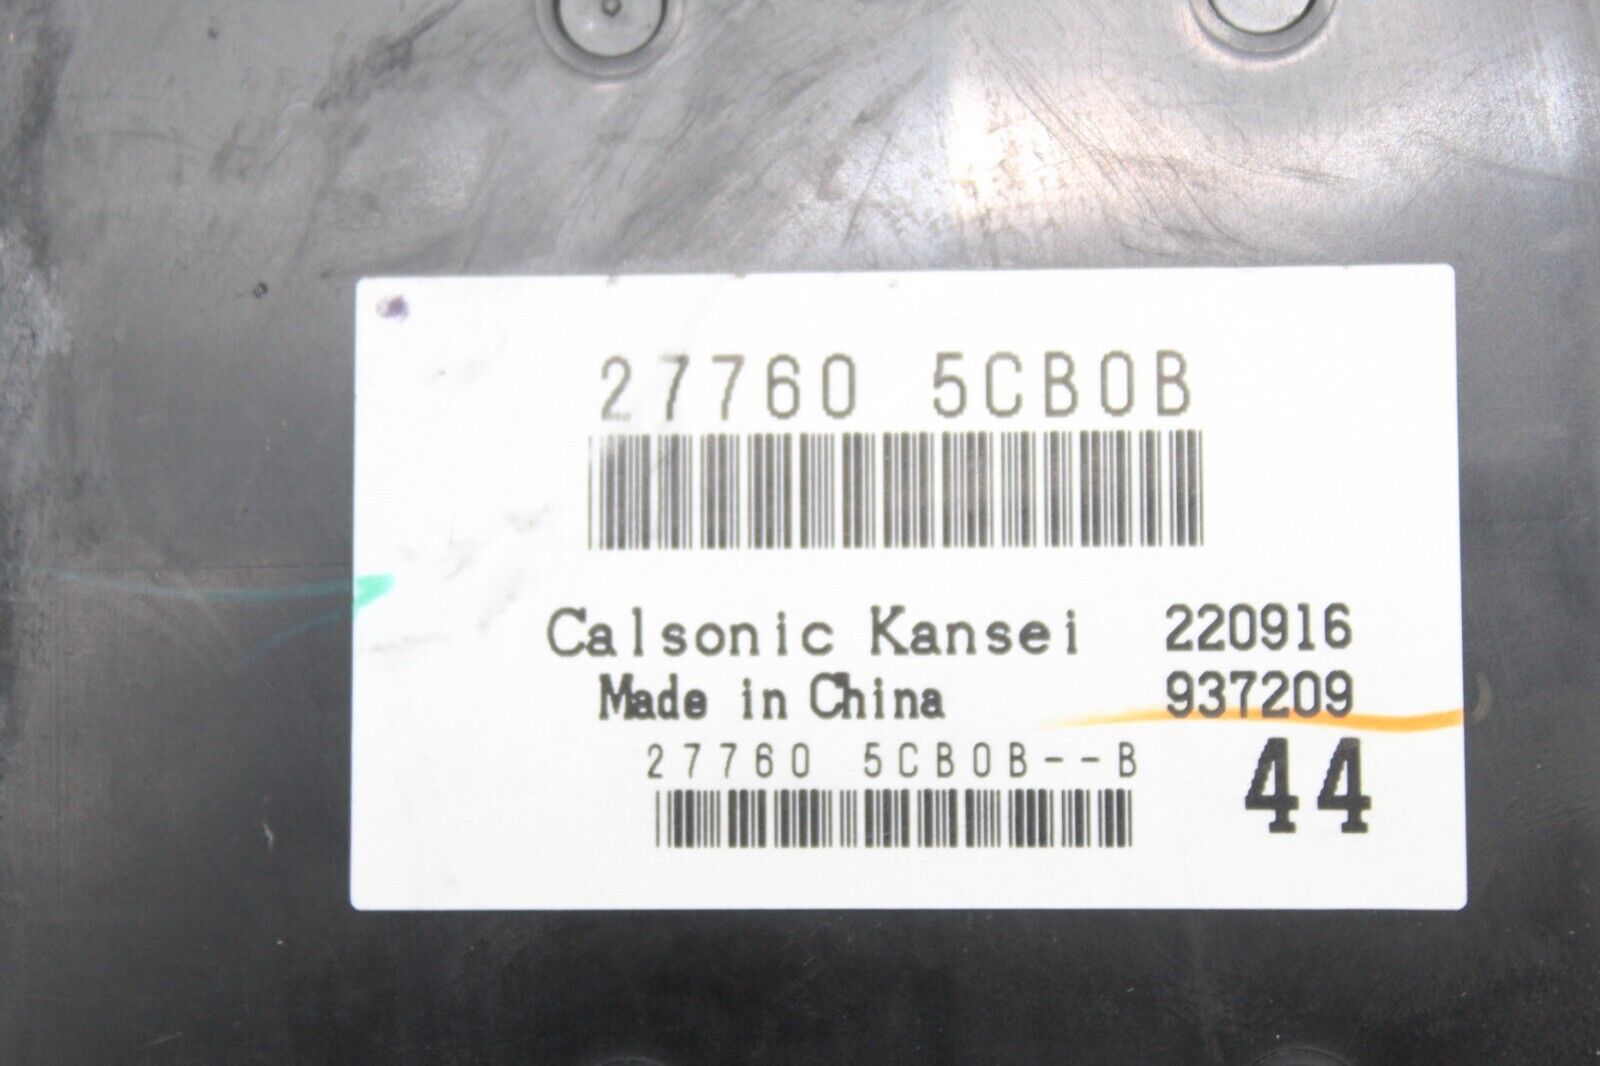 27760 5CB0B
Calsonic Kansei 220916
Made in China 937209
27760 5CB0B--B 44